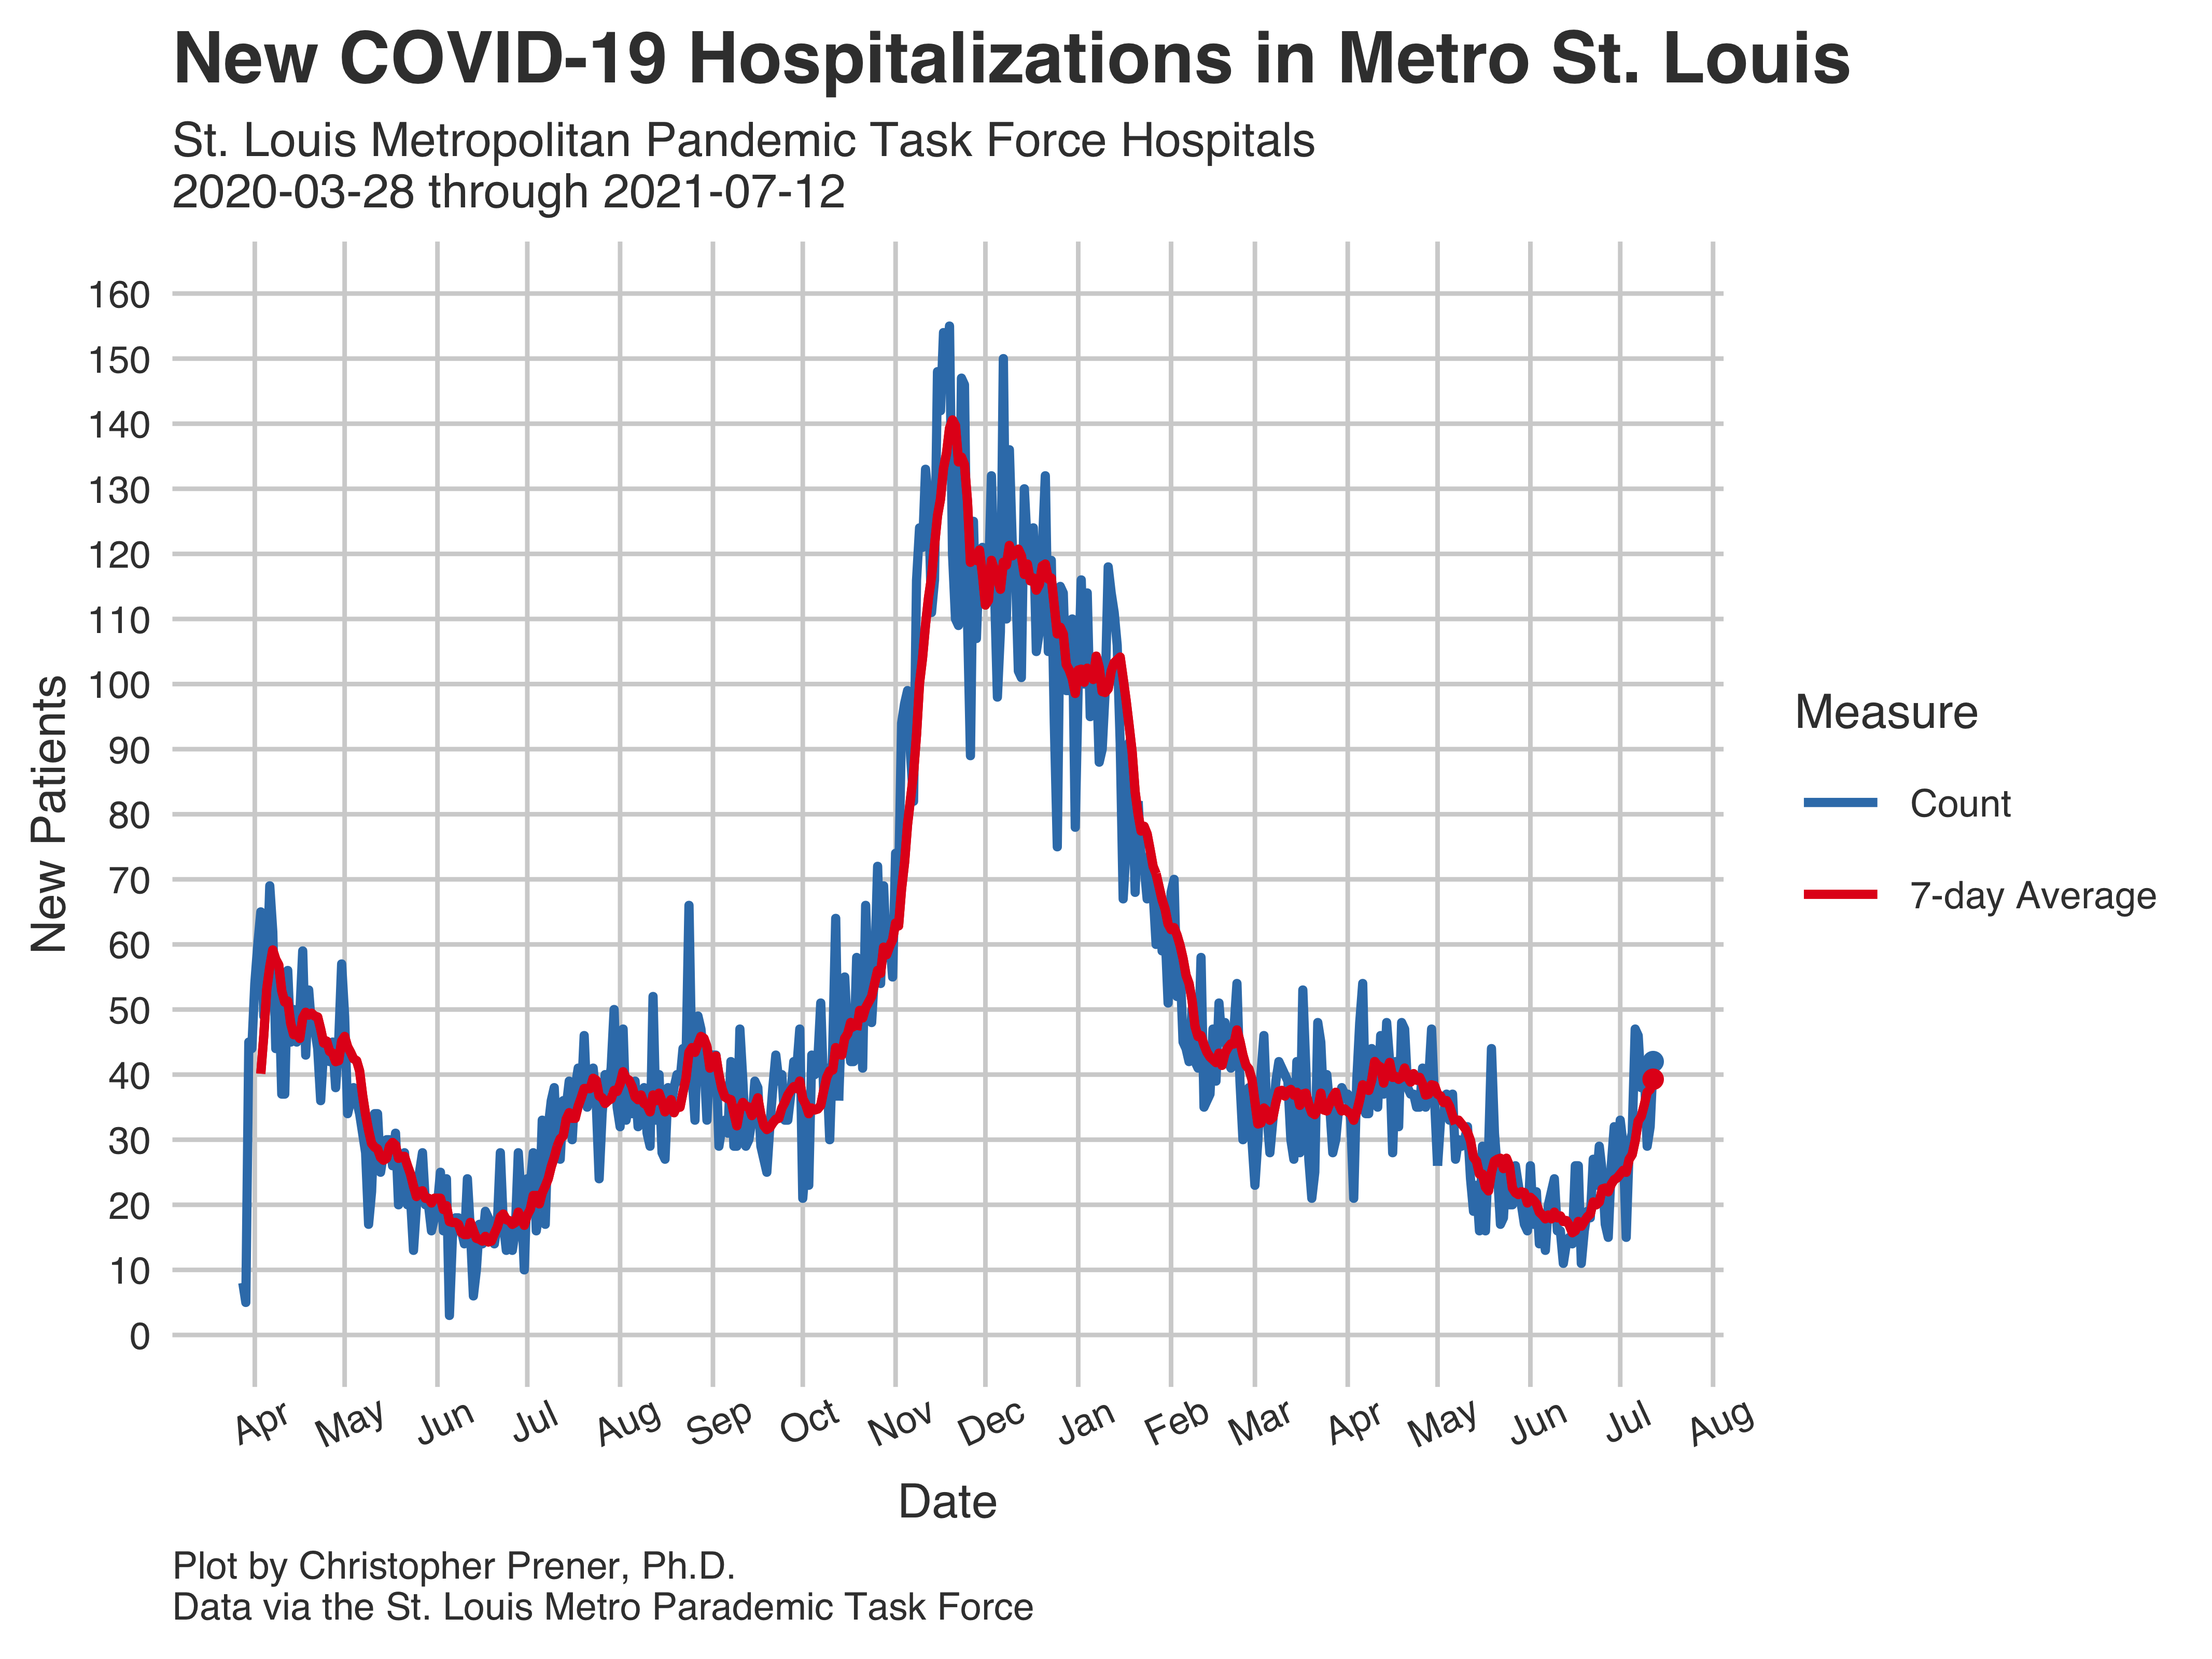 New COVID-19 Hospitalizations in Metro St. Louis
St. Louis Metropolitan Pandemic Task Force Hospitals
2020-03-28 through 2021-07-12
160
150
140
130
120
110
100
90
80
70
60
50
40
30
20
10
0
New Patients
Apr May Jun Jul Aug Sep Oct Nov Dec Jan Feb Mar Apr May Jun Jul Aug
Date
Measure
Count
7-day Average
Plot by Christopher Prener, Ph.D.
Data via the St. Louis Metro Parademic Task Force